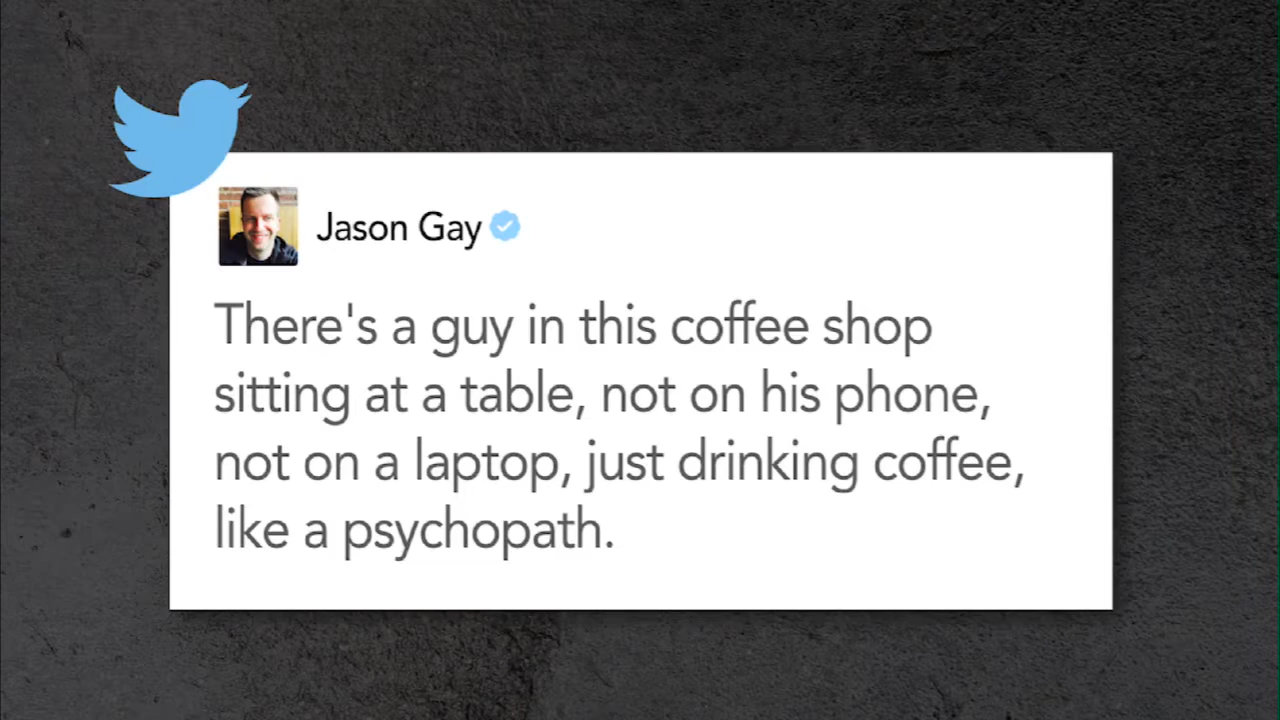 Jason Gay
There's a guy in this coffee shop
sitting at a table, not on his phone,
not on a laptop, just drinking coffee,
like a psychopath.